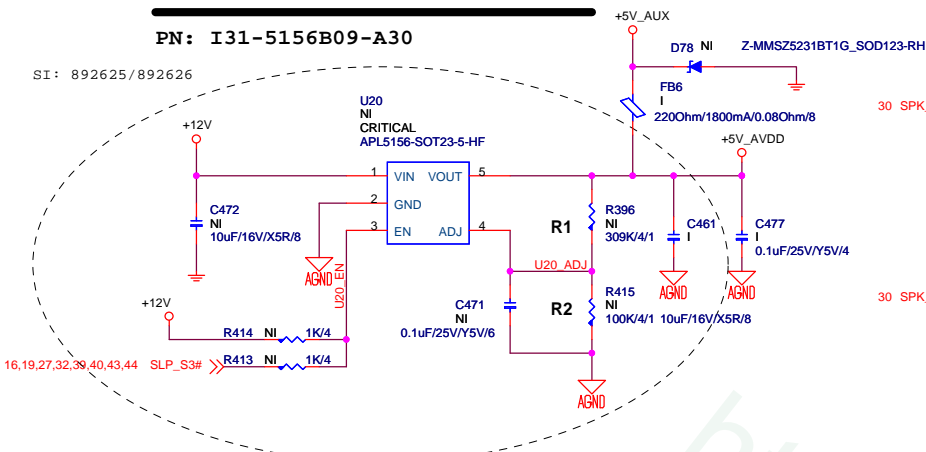 PN: I31-5156B09-A30
SI: 892625/892626
+5V_AUX
D78 NI Z-MMSZ5231BT1G_SOD123-RH
FB6
I
220Ohm/1800mA/0.08Ohm/8
30 SPK_
U20
NI
CRITICAL
APL5156-SOT23-5-HF
+12V
+5V_AVDD
1 VIN VOUT 5
2 GND
3 EN ADJ 4
C472
NI
10uF/16V/X5R/8
R1
R396
NI
309K/4/1
C461
I
10uF/16V/X5R/8
C477
I
0.1uF/25V/Y5V/4
AGND
U20_EN
U20_ADJ
AGND
AGND
C471
NI
0.1uF/25V/Y5V/6
R2
R415
NI
100K/4/1
30 SPK_
+12V
R414 NI 1K/4
R413 NI 1K/4
16,19,27,32,39,40,43,44 SLP_S3#
AGND